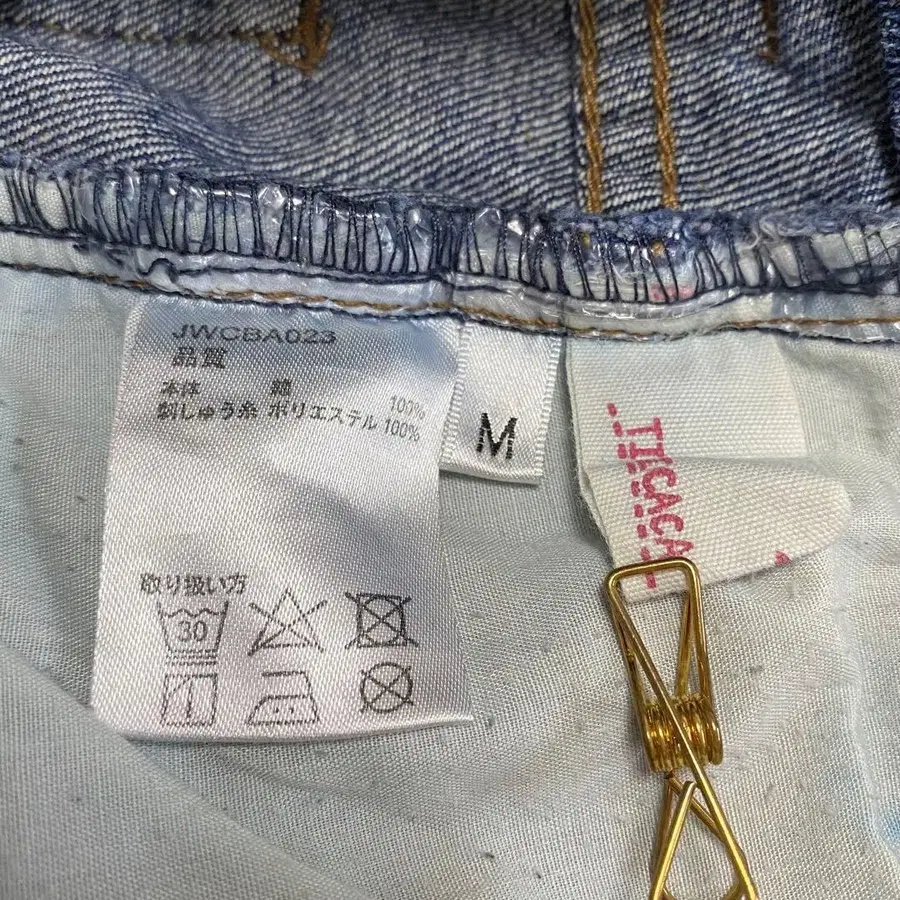 JWCBA023
品質
本体 綿 100%
刺しゅう糸 ポリエステル 100%
M
TITICACA
取り扱い方
30